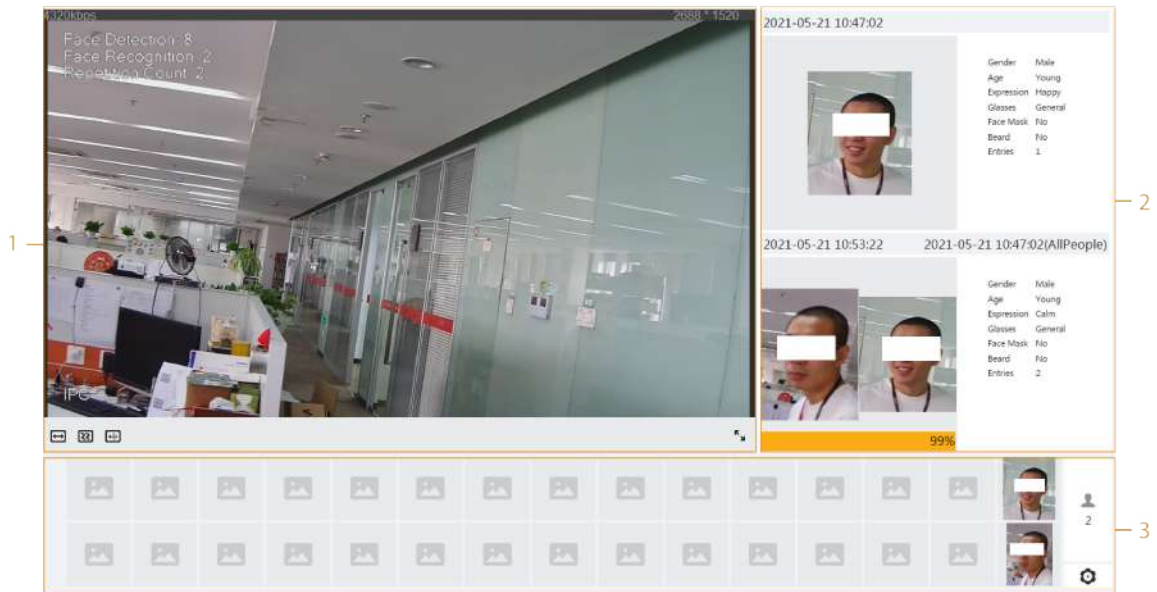 4320kbps
2688 * 1520
Face Detection 8
Face Recognition 2
Repetition Count 2
IPC
1
2021-05-21 10:47:02
Gender Male
Age Young
Expression Happy
Glasses General
Face Mask No
Beard No
Entries 1
2
2021-05-21 10:53:22 2021-05-21 10:47:02(AllPeople)
Gender Male
Age Young
Expression Calm
Glasses General
Face Mask No
Beard No
Entries 2
99%
2
3